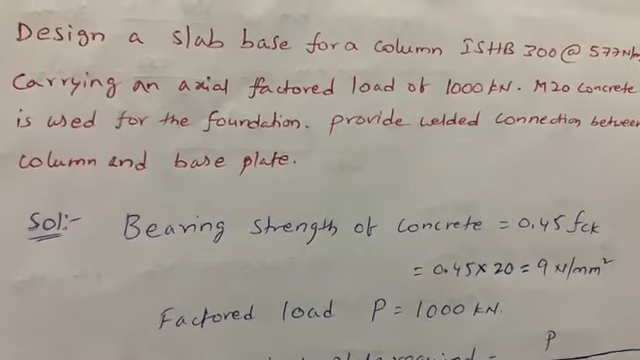 Design a slab base for a column ISHB 300 @ 577 N/m
carrying an axial factored load of 1000 kN. M20 concrete
is used for the foundation. provide welded connection between
column and base plate.
Sol:- Bearing strength of concrete = 0.45 fck
= 0.45 x 20 = 9 N/mm²
Factored load P = 1000 kN.
P